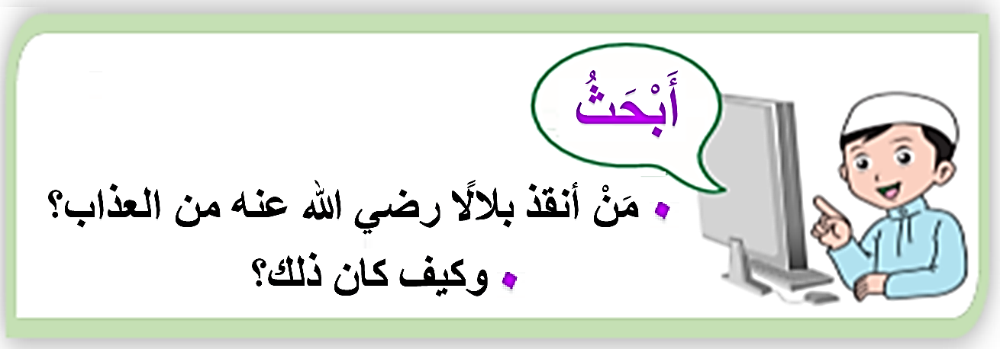 أَبْحَثُ
• مَنْ أنقذ بلالًا رضي الله عنه من العذاب؟
• وكيف كان ذلك؟